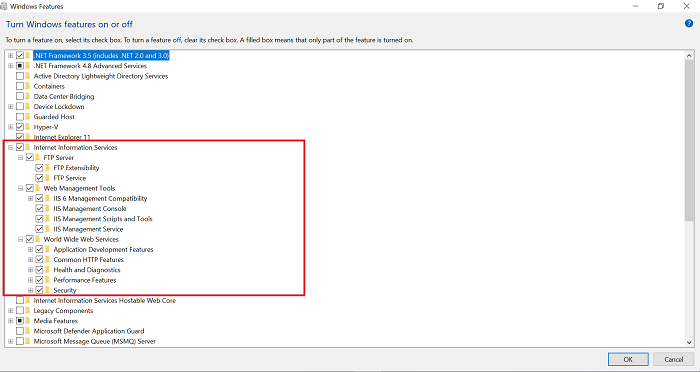 Windows Features
Turn Windows features on or off
To turn a feature on, select its check box. To turn a feature off, clear its check box. A filled box means that only part of the feature is turned on.
.NET Framework 3.5 (includes .NET 2.0 and 3.0)
.NET Framework 4.8 Advanced Services
Active Directory Lightweight Directory Services
Containers
Data Center Bridging
Device Lockdown
Guarded Host
Hyper-V
Internet Explorer 11
Internet Information Services
FTP Server
FTP Extensibility
FTP Service
Web Management Tools
IIS 6 Management Compatibility
IIS Management Console
IIS Management Scripts and Tools
IIS Management Service
World Wide Web Services
Application Development Features
Common HTTP Features
Health and Diagnostics
Performance Features
Security
Internet Information Services Hostable Web Core
Legacy Components
Media Features
Microsoft Defender Application Guard
Microsoft Message Queue (MSMQ) Server
OK
Cancel